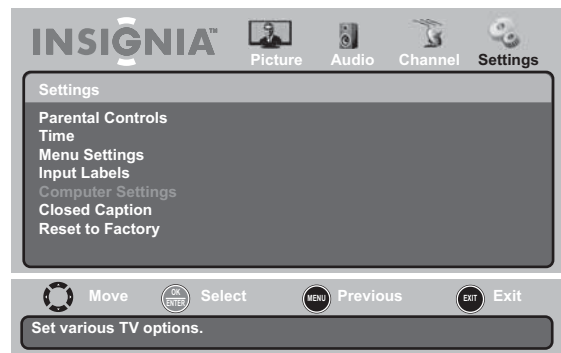 INSIGNIA™
Picture Audio Channel Settings
Settings
Parental Controls
Time
Menu Settings
Input Labels
Computer Settings
Closed Caption
Reset to Factory
Move OK ENTER Select MENU Previous EXIT Exit
Set various TV options.